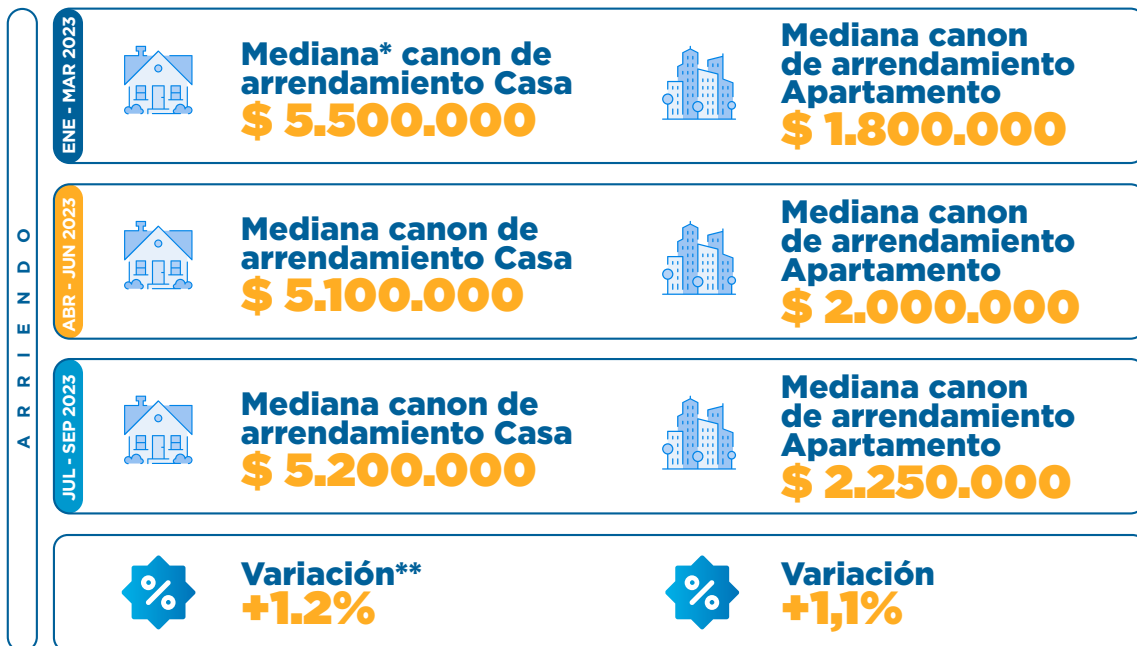 ARRIENDO
ENE - MAR 2023
Mediana* canon de
arrendamiento Casa
$ 5.500.000
Mediana canon
de arrendamiento
Apartamento
$ 1.800.000
ABR - JUN 2023
Mediana canon de
arrendamiento Casa
$ 5.100.000
Mediana canon
de arrendamiento
Apartamento
$ 2.000.000
JUL - SEP 2023
Mediana canon de
arrendamiento Casa
$ 5.200.000
Mediana canon
de arrendamiento
Apartamento
$ 2.250.000
%
Variación**
+1.2%
%
Variación
+1,1%